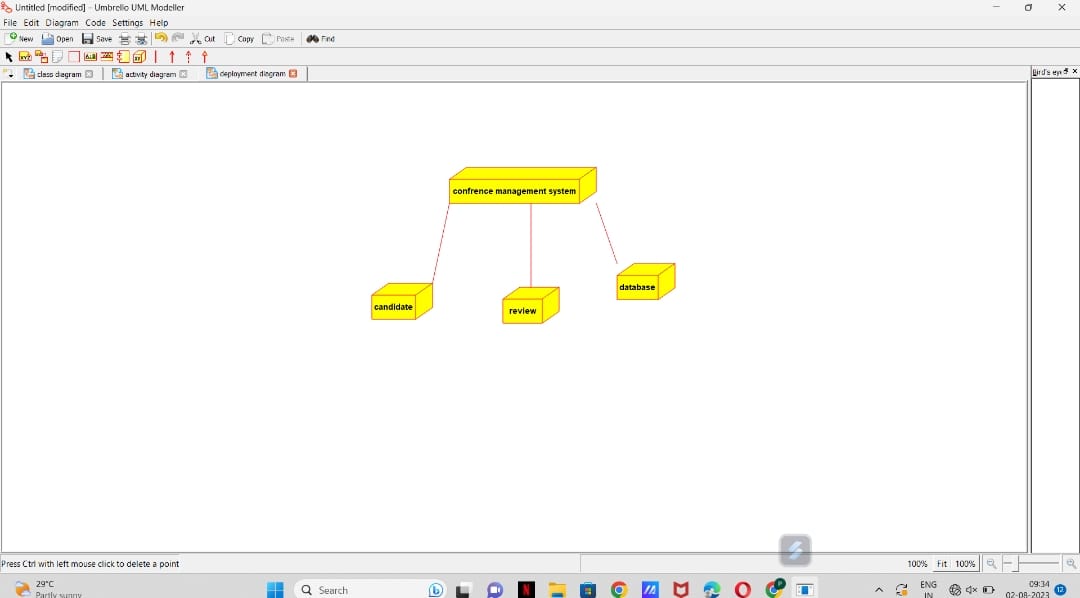 Untitled [modified] - Umbrello UML Modeller
File Edit Diagram Code Settings Help
New Open Save Cut Copy Paste Find
class diagram activity diagram deployment diagram
Bird's eye
confrence management system
database
candidate
review
Press Ctrl with left mouse click to delete a point
100% Fit 100%
29°C
Partly sunny
Search
ENG
IN
09:34
02-08-2023
12